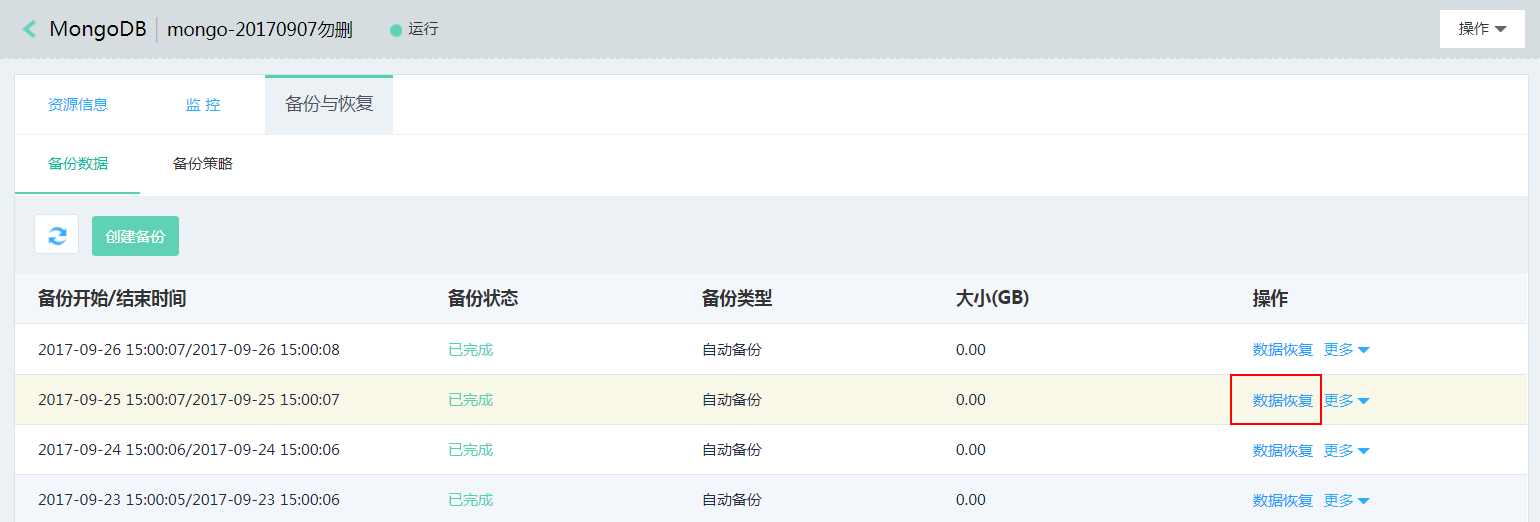 MongoDB mongo-20170907勿删 运行 操作
资源信息 监 控 备份与恢复
备份数据 备份策略
创建备份
备份开始/结束时间 备份状态 备份类型 大小(GB) 操作
2017-09-26 15:00:07/2017-09-26 15:00:08 已完成 自动备份 0.00 数据恢复 更多
2017-09-25 15:00:07/2017-09-25 15:00:07 已完成 自动备份 0.00 数据恢复 更多
2017-09-24 15:00:06/2017-09-24 15:00:06 已完成 自动备份 0.00 数据恢复 更多
2017-09-23 15:00:05/2017-09-23 15:00:06 已完成 自动备份 0.00 数据恢复 更多